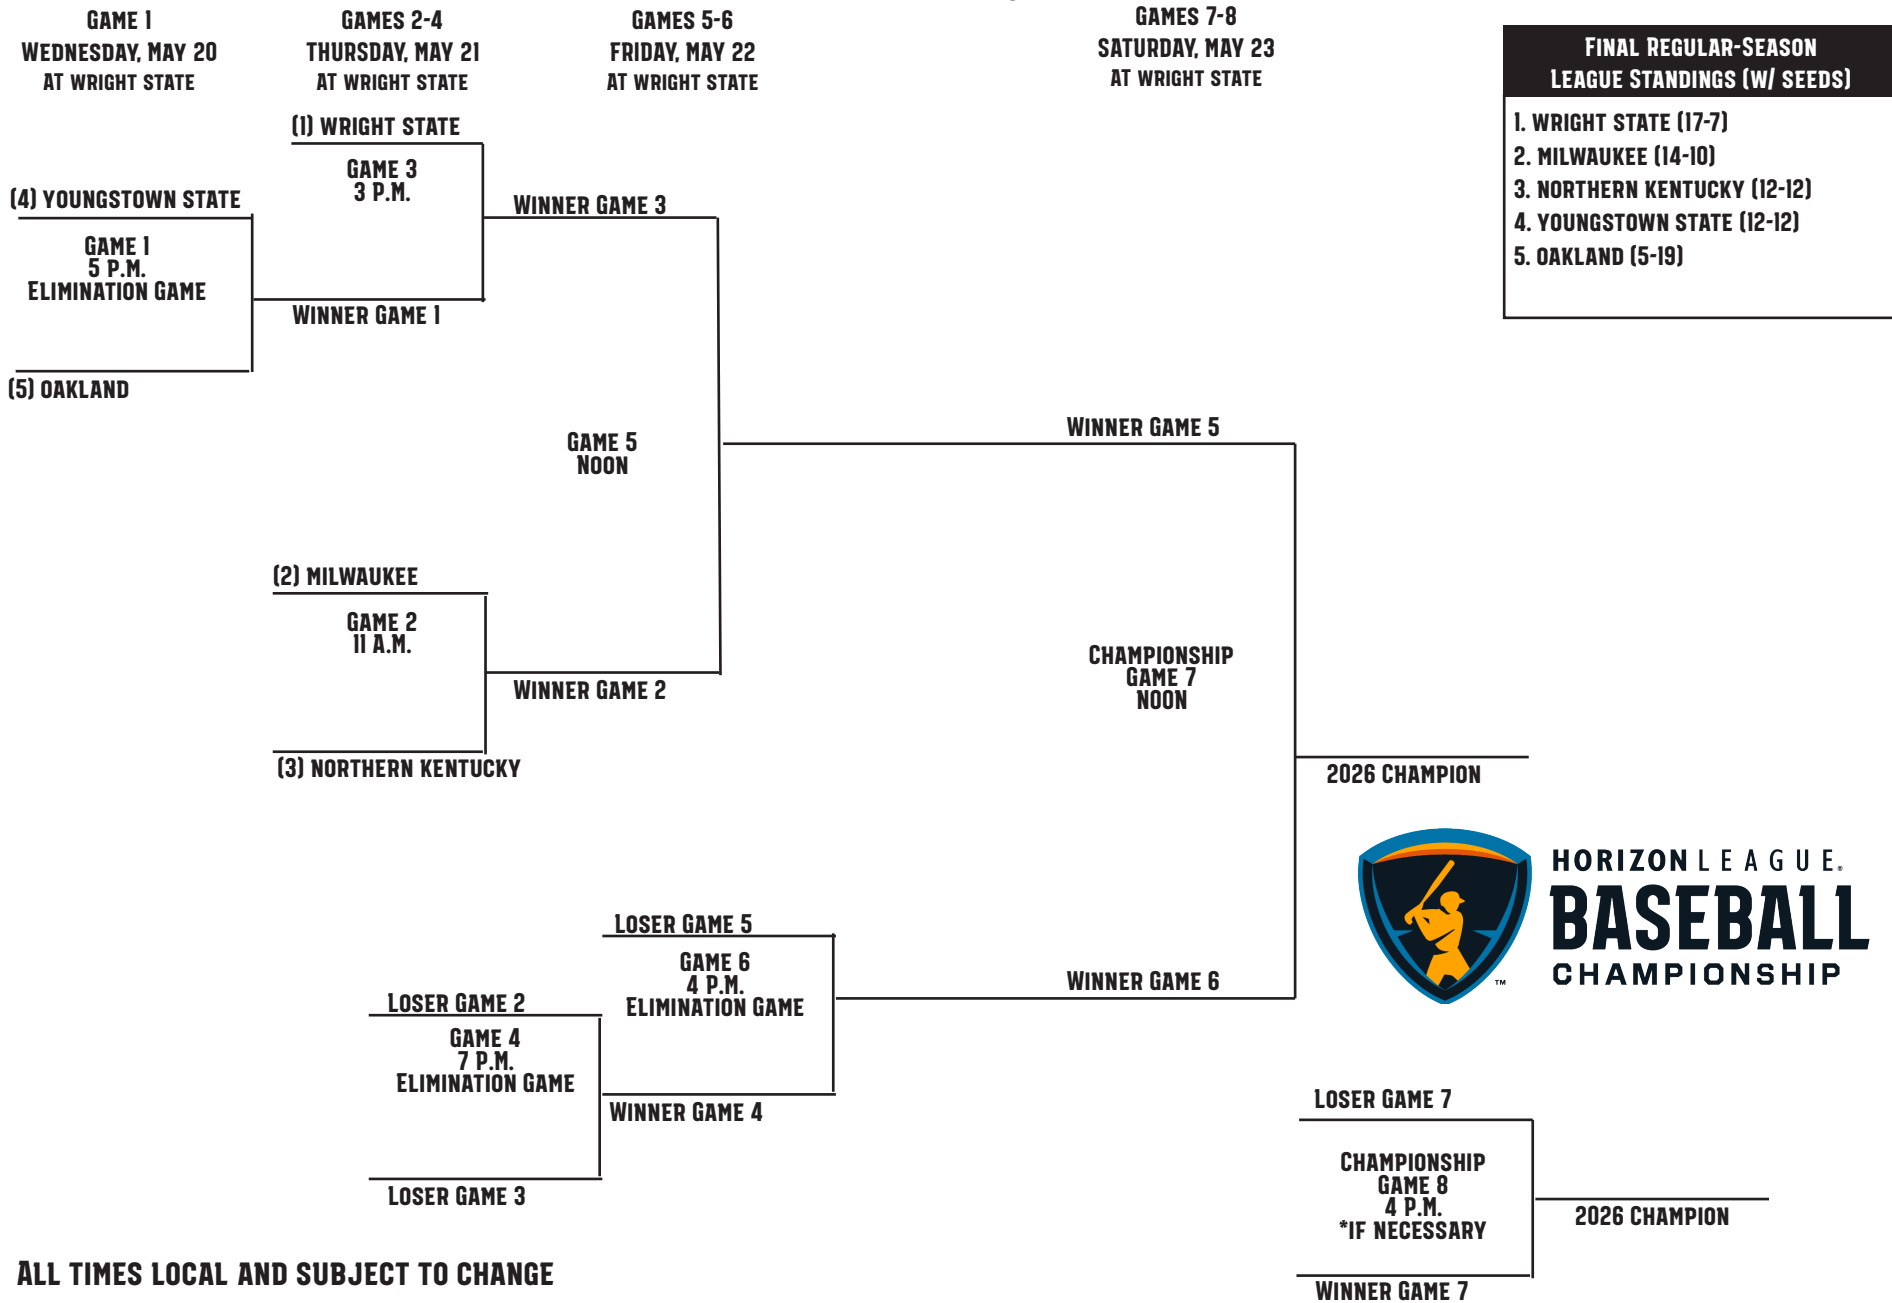 GAME 1
WEDNESDAY, MAY 20
AT WRIGHT STATE
GAMES 2-4
THURSDAY, MAY 21
AT WRIGHT STATE
GAMES 5-6
FRIDAY, MAY 22
AT WRIGHT STATE
GAMES 7-8
SATURDAY, MAY 23
AT WRIGHT STATE
FINAL REGULAR-SEASON
LEAGUE STANDINGS (W/ SEEDS)
1. WRIGHT STATE (17-7)
2. MILWAUKEE (14-10)
3. NORTHERN KENTUCKY (12-12)
4. YOUNGSTOWN STATE (12-12)
5. OAKLAND (5-19)
(1) WRIGHT STATE
GAME 3
3 P.M.
(4) YOUNGSTOWN STATE
WINNER GAME 3
GAME 1
5 P.M.
ELIMINATION GAME
WINNER GAME 1
(5) OAKLAND
GAME 5
NOON
WINNER GAME 5
(2) MILWAUKEE
GAME 2
11 A.M.
WINNER GAME 2
(3) NORTHERN KENTUCKY
CHAMPIONSHIP
GAME 7
NOON
2026 CHAMPION
HORIZON LEAGUE.
BASEBALL
CHAMPIONSHIP
TM
LOSER GAME 5
GAME 6
4 P.M.
ELIMINATION GAME
WINNER GAME 6
LOSER GAME 2
GAME 4
7 P.M.
ELIMINATION GAME
WINNER GAME 4
LOSER GAME 3
LOSER GAME 7
CHAMPIONSHIP
GAME 8
4 P.M.
*IF NECESSARY
2026 CHAMPION
WINNER GAME 7
ALL TIMES LOCAL AND SUBJECT TO CHANGE